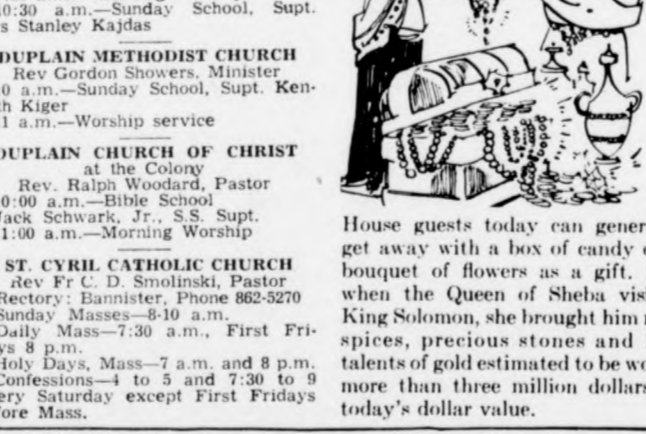 10:30 a.m.—Sunday School, Supt.
s Stanley Kajdas
DUPLAIN METHODIST CHURCH
Rev Gordon Showers, Minister
0 a.m.—Sunday School, Supt. Ken-
th Kiger
1 a.m.—Worship service
DUPLAIN CHURCH OF CHRIST
at the Colony
Rev. Ralph Woodard, Pastor
0:00 a.m.—Bible School
Jack Schwark, Jr., S.S. Supt.
1:00 a.m.—Morning Worship
ST. CYRIL CATHOLIC CHURCH
Rev Fr C. D. Smolinski, Pastor
Rectory: Bannister, Phone 862-5270
Sunday Masses—8-10 a.m.
Daily Mass—7:30 a.m., First Fri-
ys 8 p.m.
Holy Days, Mass—7 a.m. and 8 p.m.
Confessions—4 to 5 and 7:30 to 9
ery Saturday except First Fridays
fore Mass.
House guests today can gener
get away with a box of candy
bouquet of flowers as a gift.
when the Queen of Sheba vis
King Solomon, she brought him
spices, precious stones and
talents of gold estimated to be wo
more than three million dollars
today's dollar value.